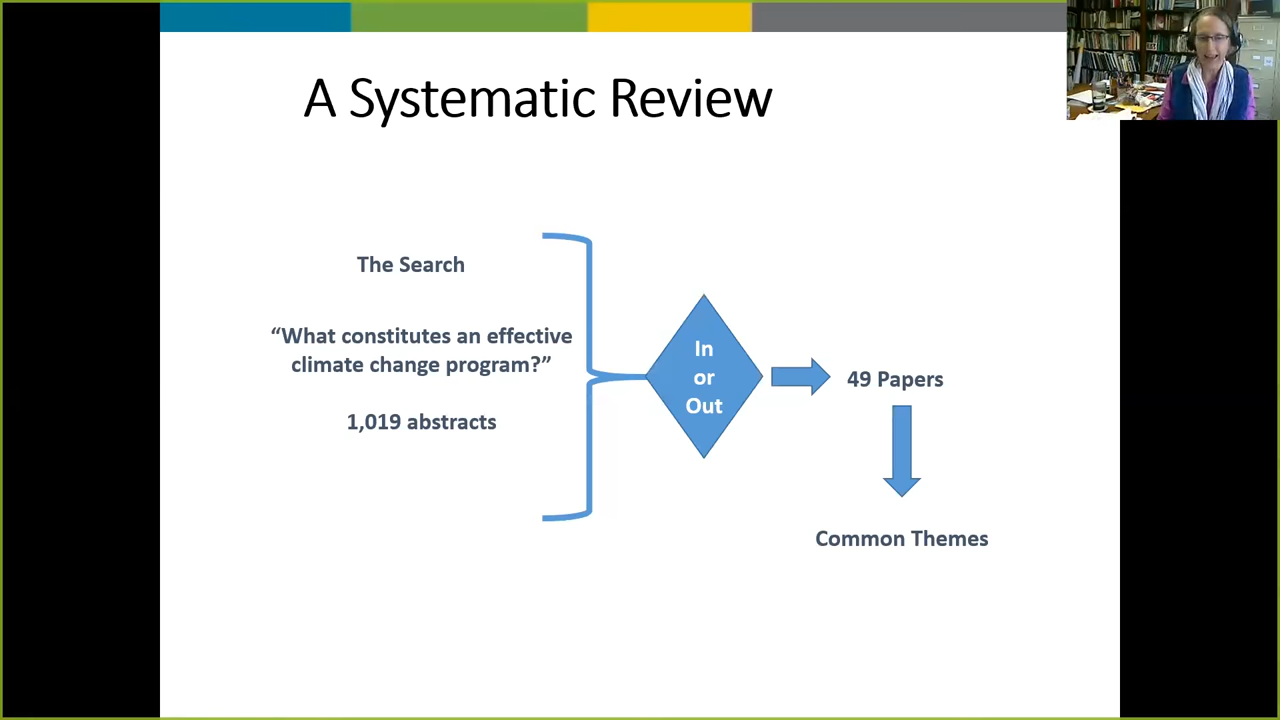 A Systematic Review
The Search
“What constitutes an effective
climate change program?”
1,019 abstracts
In
or
Out
49 Papers
Common Themes